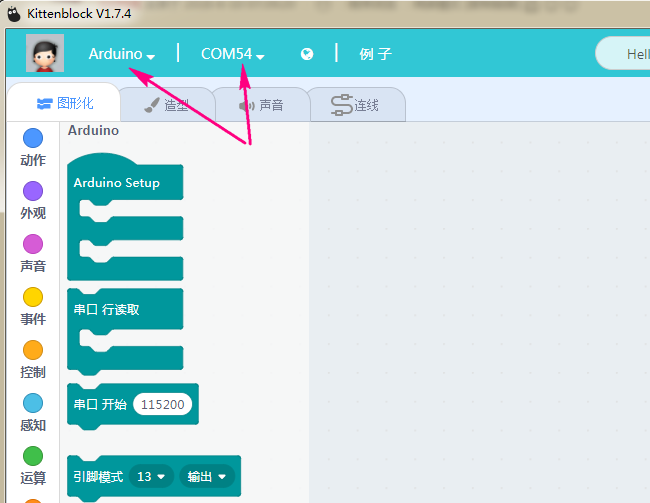 Kittenblock V1.7.4
Arduino
COM54
例 子
Hell
图形化
造型
声音
连线
动作
外观
声音
事件
控制
感知
运算
Arduino
Arduino Setup
串口 行读取
串口 开始 115200
引脚模式 13 输出